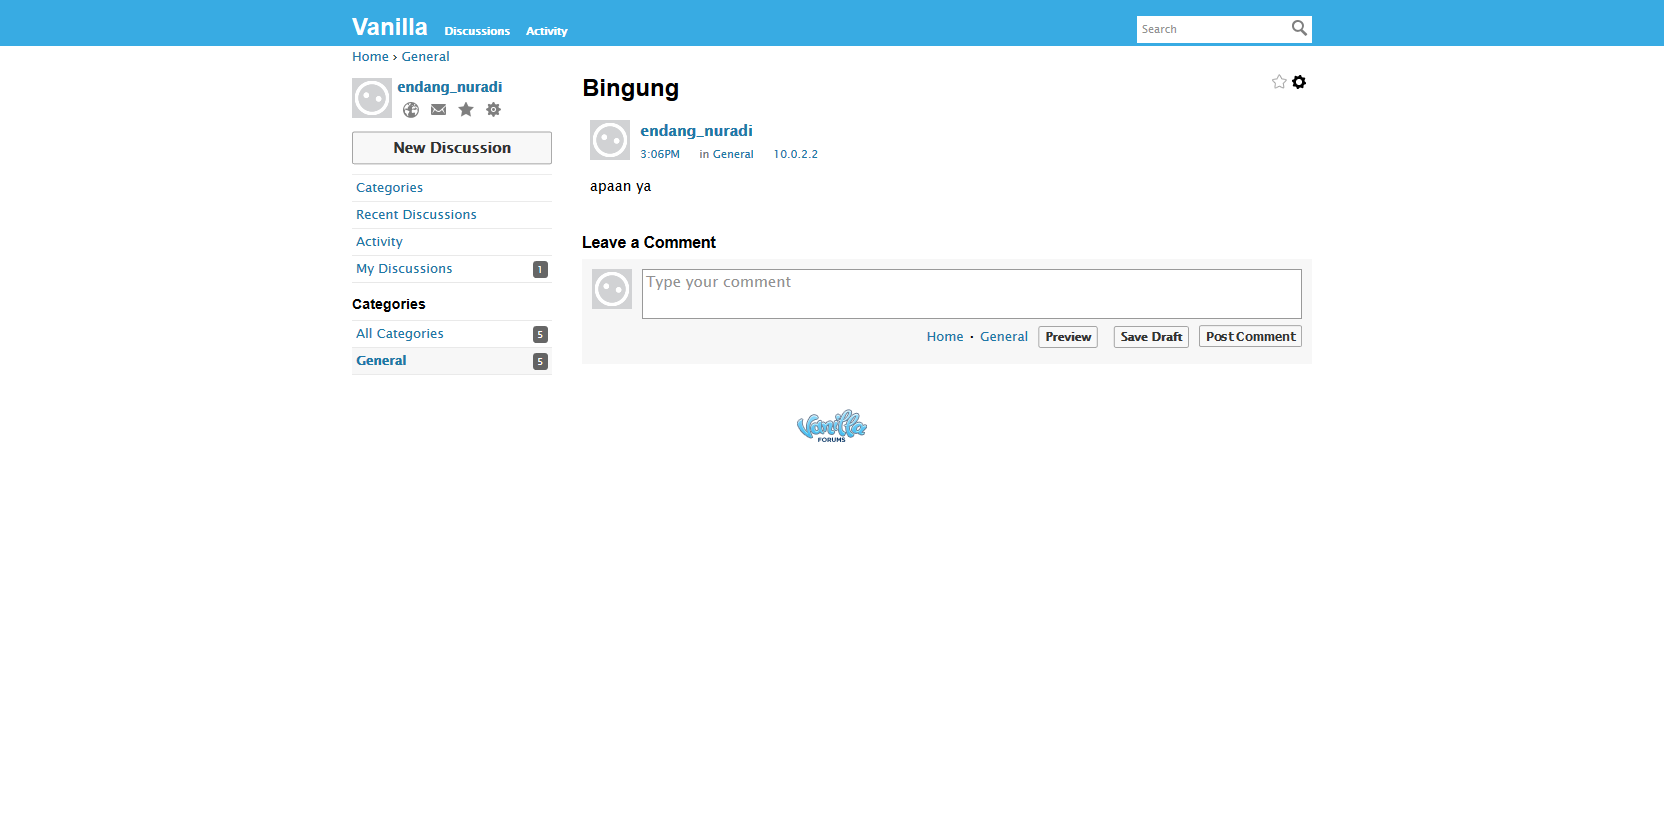 Vanilla Discussions Activity
Search
Home › General
endang_nuradi
New Discussion
Categories
Recent Discussions
Activity
My Discussions 1
Categories
All Categories 5
General 5
Bingung
endang_nuradi
3:06PM in General 10.0.2.2
apaan ya
Leave a Comment
Type your comment
Home · General Preview Save Draft Post Comment
Vanilla
FORUMS